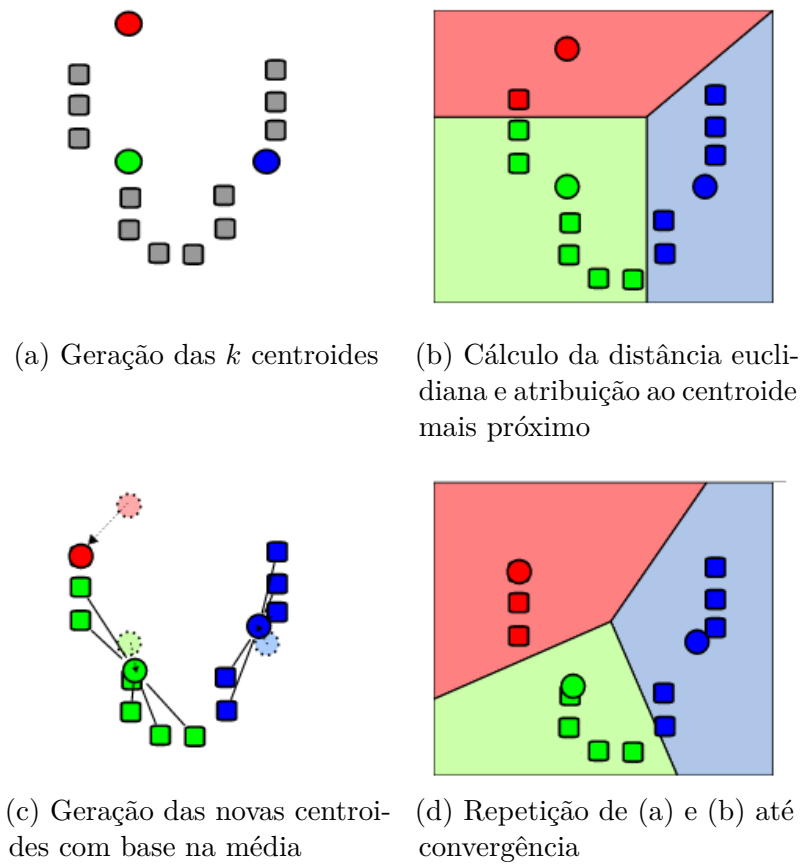 (a) Geração das k centroides
(b) Cálculo da distância eucli-
diana e atribuição ao centroide
mais próximo
(c) Geração das novas centroi-
des com base na média
(d) Repetição de (a) e (b) até
convergência